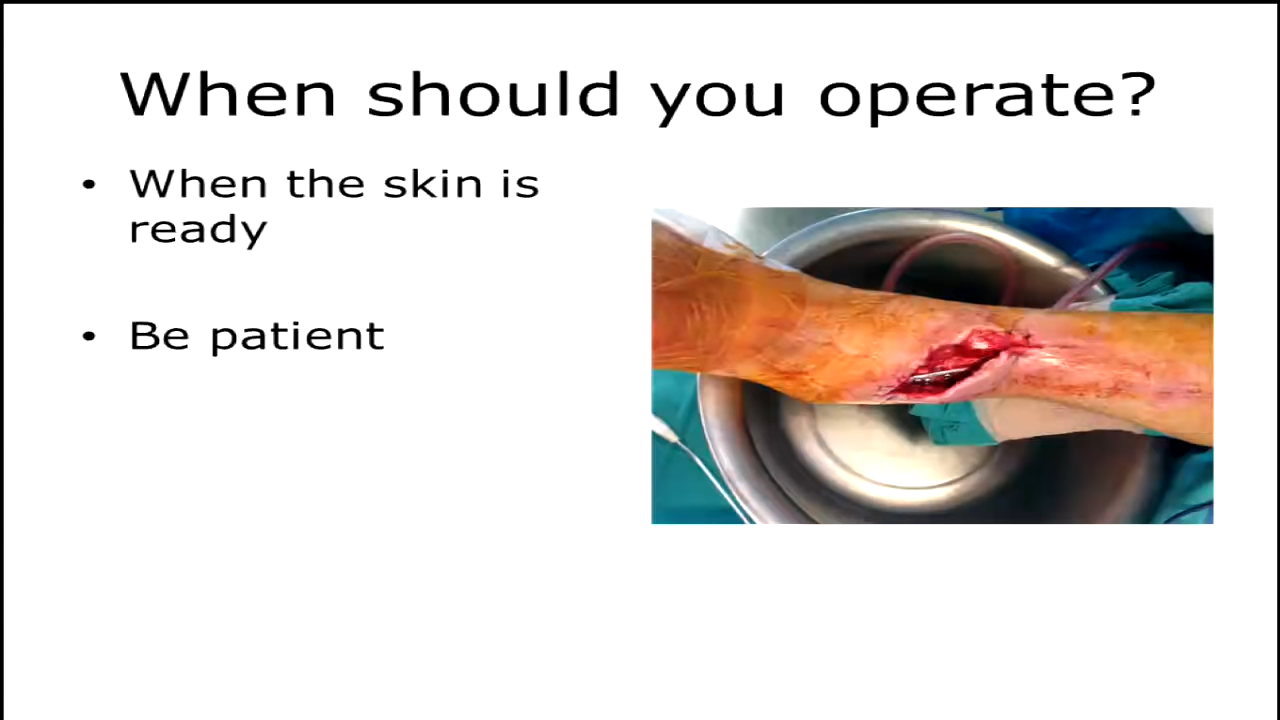 When should you operate?
• When the skin is
ready
• Be patient